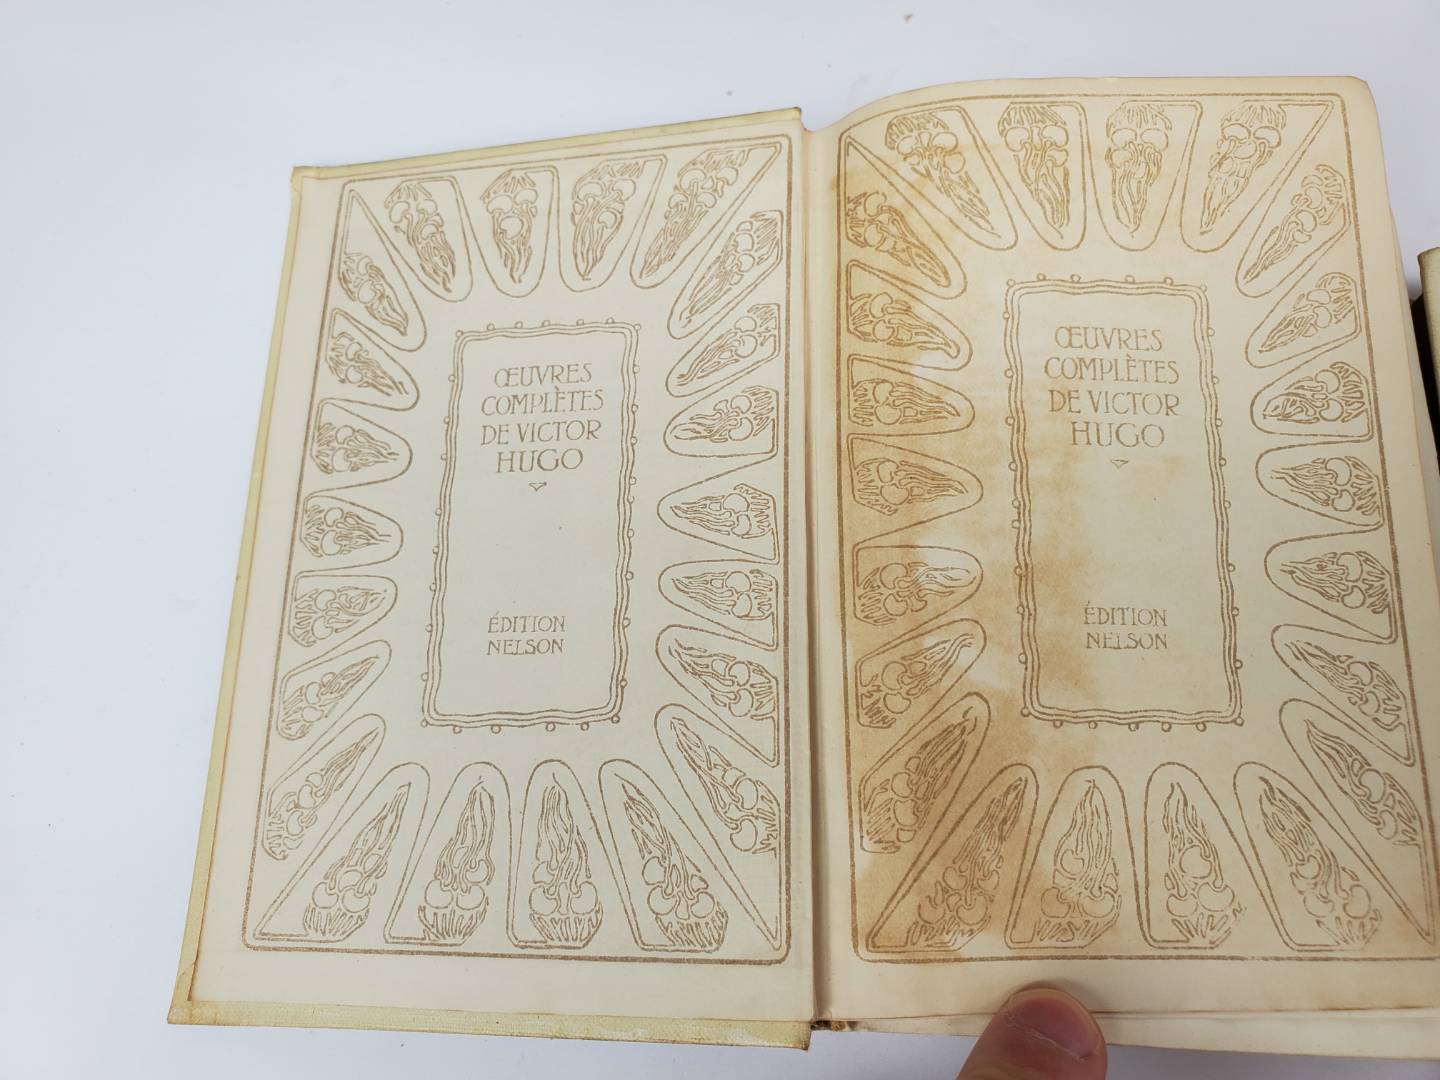 ŒUVRES
COMPLÈTES
DE VICTOR
HUGO
ÉDITION
NELSON
ŒUVRES
COMPLÈTES
DE VICTOR
HUGO
ÉDITION
NELSON